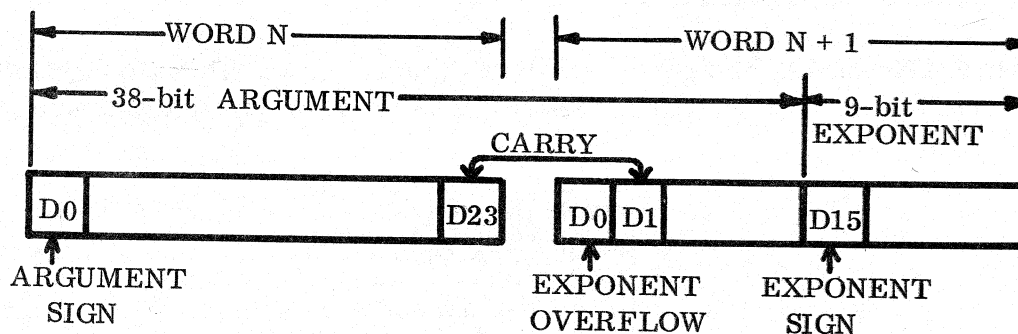 WORD N
WORD N + 1
38-bit ARGUMENT
9-bit
EXPONENT
CARRY
D0
D23
D0
D1
D15
ARGUMENT
SIGN
EXPONENT
OVERFLOW
EXPONENT
SIGN